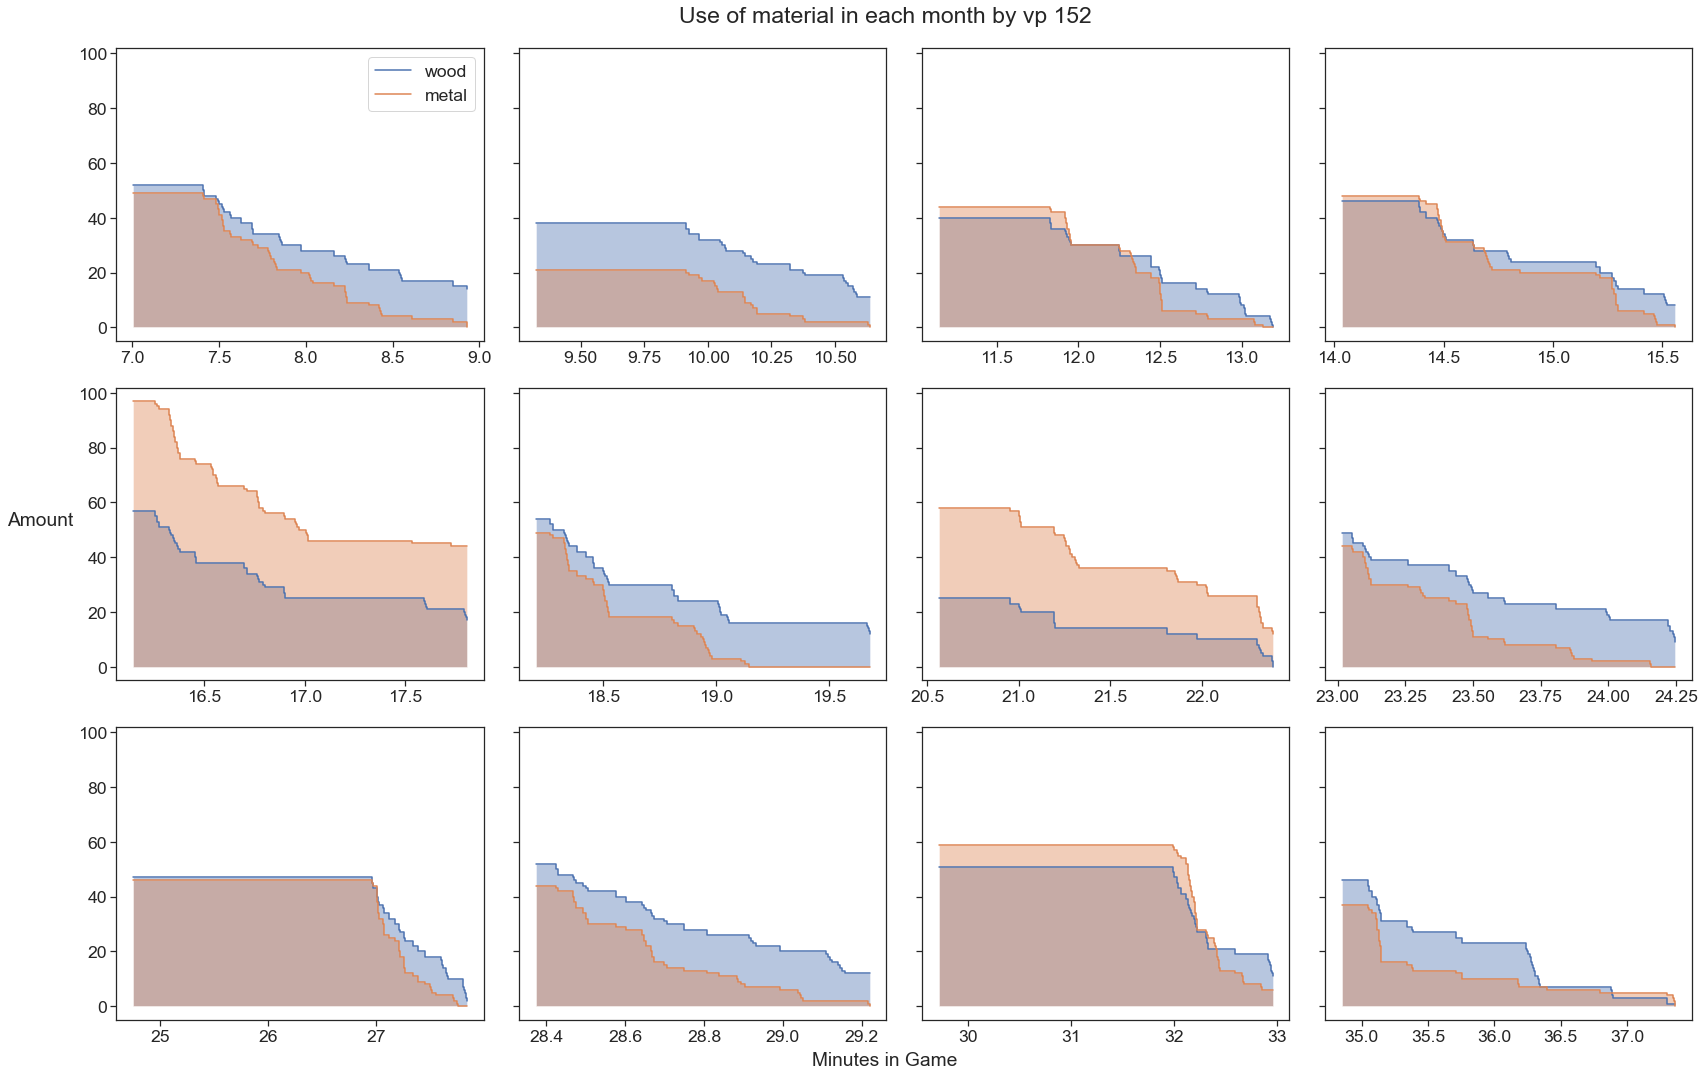 Use of material in each month by vp 152
100
80
60
40
20
0
wood
metal
7.0 7.5 8.0 8.5 9.0
9.50 9.75 10.00 10.25 10.50
11.5 12.0 12.5 13.0
14.0 14.5 15.0 15.5
Amount
100
80
60
40
20
0
16.5 17.0 17.5
18.5 19.0 19.5
20.5 21.0 21.5 22.0
23.00 23.25 23.50 23.75 24.00 24.25
100
80
60
40
20
0
25 26 27
28.4 28.6 28.8 29.0 29.2
30 31 32 33
35.0 35.5 36.0 36.5 37.0
Minutes in Game